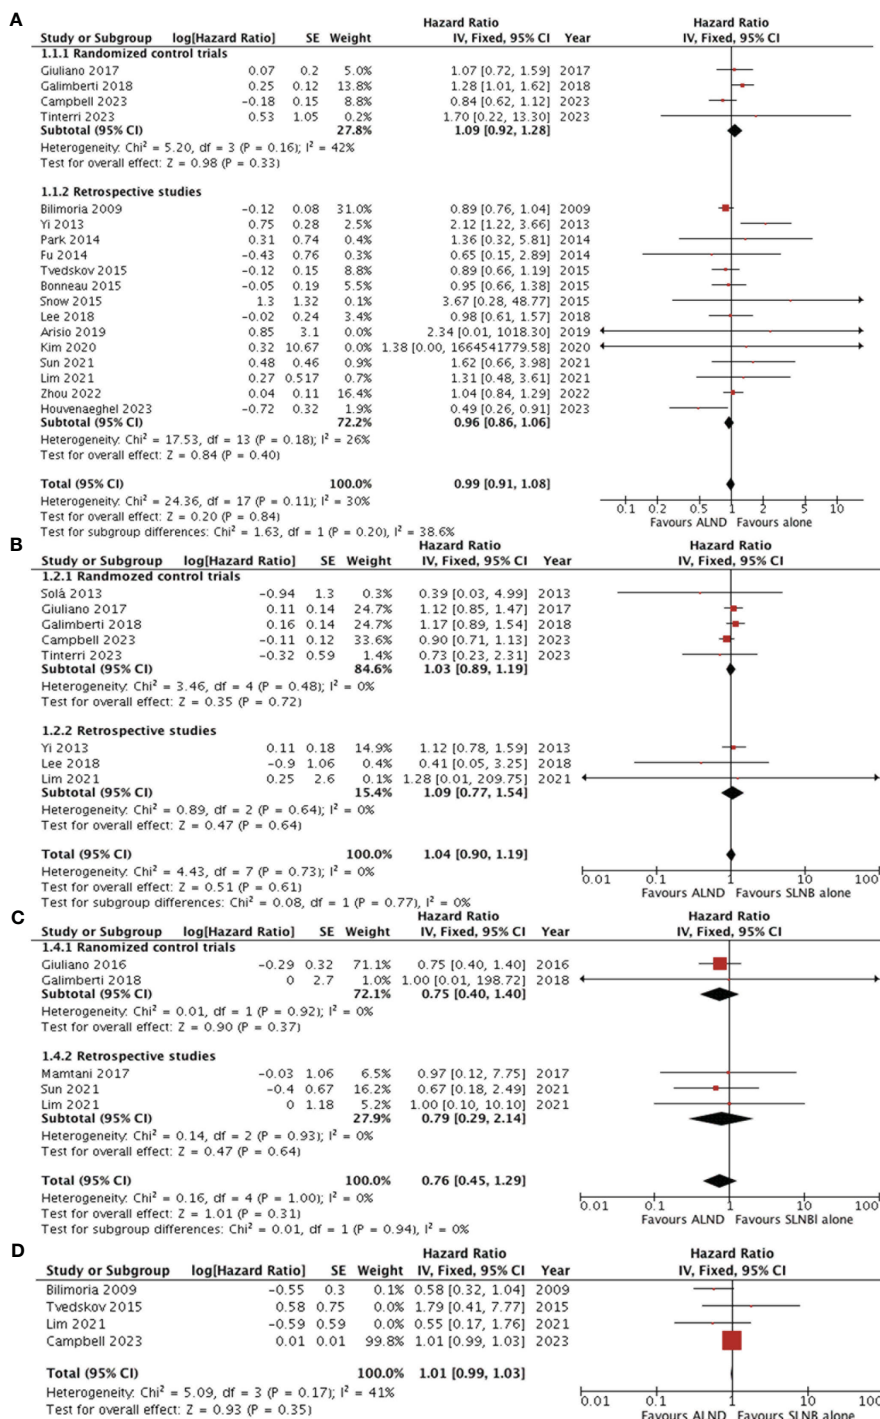 A
Hazard Ratio Hazard Ratio
Study or Subgroup log[Hazard Ratio] SE Weight IV, Fixed, 95% CI Year IV, Fixed, 95% CI
1.1.1 Randomized control trials
Giuliano 2017 0.07 0.2 5.0% 1.07 [0.72, 1.59] 2017
Galimberti 2018 0.25 0.12 13.8% 1.28 [1.01, 1.62] 2018
Campbell 2023 −0.18 0.15 8.8% 0.84 [0.62, 1.12] 2023
Tinterri 2023 0.53 1.05 0.2% 1.70 [0.22, 13.30] 2023
Subtotal (95% CI) 27.8% 1.09 [0.92, 1.28]
Heterogeneity: Chi² = 5.20, df = 3 (P = 0.16); I² = 42%
Test for overall effect: Z = 0.98 (P = 0.33)
1.1.2 Retrospective studies
Bilimoria 2009 −0.12 0.08 31.0% 0.89 [0.76, 1.04] 2009
Yi 2013 0.75 0.28 2.5% 2.12 [1.22, 3.66] 2013
Park 2014 0.31 0.74 0.4% 1.36 [0.32, 5.81] 2014
Fu 2014 −0.43 0.76 0.3% 0.65 [0.15, 2.89] 2014
Tvedskov 2015 −0.12 0.15 8.8% 0.89 [0.66, 1.19] 2015
Bonneau 2015 −0.05 0.19 5.5% 0.95 [0.66, 1.38] 2015
Snow 2015 1.3 1.32 0.1% 3.67 [0.28, 48.77] 2015
Lee 2018 −0.02 0.24 3.4% 0.98 [0.61, 1.57] 2018
Arisio 2019 0.85 3.1 0.0% 2.34 [0.01, 1018.30] 2019
Kim 2020 0.32 10.67 0.0% 1.38 [0.00, 1664541779.58] 2020
Sun 2021 0.48 0.46 0.9% 1.62 [0.66, 3.98] 2021
Lim 2021 0.27 0.517 0.7% 1.31 [0.48, 3.61] 2021
Zhou 2022 0.04 0.11 16.4% 1.04 [0.84, 1.29] 2022
Houvenaeghel 2023 −0.72 0.32 1.9% 0.49 [0.26, 0.91] 2023
Subtotal (95% CI) 72.2% 0.96 [0.86, 1.06]
Heterogeneity: Chi² = 17.53, df = 13 (P = 0.18); I² = 26%
Test for overall effect: Z = 0.84 (P = 0.40)
Total (95% CI) 100.0% 0.99 [0.91, 1.08]
Heterogeneity: Chi² = 24.36, df = 17 (P = 0.11); I² = 30%
Test for overall effect: Z = 0.20 (P = 0.84)
Test for subgroup differences: Chi² = 1.63, df = 1 (P = 0.20), I² = 38.6%
0.1 0.2 0.5 1 2 5 10
Favours ALND Favours alone
B
Hazard Ratio Hazard Ratio
Study or Subgroup log[Hazard Ratio] SE Weight IV, Fixed, 95% CI Year IV, Fixed, 95% CI
1.2.1 Randmozed control trials
Solá 2013 −0.94 1.3 0.3% 0.39 [0.03, 4.99] 2013
Giuliano 2017 0.11 0.14 24.7% 1.12 [0.85, 1.47] 2017
Galimberti 2018 0.16 0.14 24.7% 1.17 [0.89, 1.54] 2018
Campbell 2023 −0.11 0.12 33.6% 0.90 [0.71, 1.13] 2023
Tinterri 2023 −0.32 0.59 1.4% 0.73 [0.23, 2.31] 2023
Subtotal (95% CI) 84.6% 1.03 [0.89, 1.19]
Heterogeneity: Chi² = 3.46, df = 4 (P = 0.48); I² = 0%
Test for overall effect: Z = 0.35 (P = 0.72)
1.2.2 Retrospective studies
Yi 2013 0.11 0.18 14.9% 1.12 [0.78, 1.59] 2013
Lee 2018 −0.9 1.06 0.4% 0.41 [0.05, 3.25] 2018
Lim 2021 0.25 2.6 0.1% 1.28 [0.01, 209.75] 2021
Subtotal (95% CI) 15.4% 1.09 [0.77, 1.54]
Heterogeneity: Chi² = 0.89, df = 2 (P = 0.64); I² = 0%
Test for overall effect: Z = 0.47 (P = 0.64)
Total (95% CI) 100.0% 1.04 [0.90, 1.19]
Heterogeneity: Chi² = 4.43, df = 7 (P = 0.73); I² = 0%
Test for overall effect: Z = 0.51 (P = 0.61)
Test for subgroup differences: Chi² = 0.08, df = 1 (P = 0.77), I² = 0%
0.01 0.1 1 10 100
Favours ALND Favours SLNB alone
C
Hazard Ratio Hazard Ratio
Study or Subgroup log[Hazard Ratio] SE Weight IV, Fixed, 95% CI Year IV, Fixed, 95% CI
1.4.1 Ranomized control trials
Giuliano 2016 −0.29 0.32 71.1% 0.75 [0.40, 1.40] 2016
Galimberti 2018 0 2.7 1.0% 1.00 [0.01, 198.72] 2018
Subtotal (95% CI) 72.1% 0.75 [0.40, 1.40]
Heterogeneity: Chi² = 0.01, df = 1 (P = 0.92); I² = 0%
Test for overall effect: Z = 0.90 (P = 0.37)
1.4.2 Retrospective studies
Mamtani 2017 −0.03 1.06 6.5% 0.97 [0.12, 7.75] 2017
Sun 2021 −0.4 0.67 16.2% 0.67 [0.18, 2.49] 2021
Lim 2021 0 1.18 5.2% 1.00 [0.10, 10.10] 2021
Subtotal (95% CI) 27.9% 0.79 [0.29, 2.14]
Heterogeneity: Chi² = 0.14, df = 2 (P = 0.93); I² = 0%
Test for overall effect: Z = 0.47 (P = 0.64)
Total (95% CI) 100.0% 0.76 [0.45, 1.29]
Heterogeneity: Chi² = 0.16, df = 4 (P = 1.00); I² = 0%
Test for overall effect: Z = 1.01 (P = 0.31)
Test for subgroup differences: Chi² = 0.01, df = 1 (P = 0.94), I² = 0%
0.01 0.1 1 10 100
Favours ALND Favours SLNBI alone
D
Hazard Ratio Hazard Ratio
Study or Subgroup log[Hazard Ratio] SE Weight IV, Fixed, 95% CI Year IV, Fixed, 95% CI
Bilimoria 2009 −0.55 0.3 0.1% 0.58 [0.32, 1.04] 2009
Tvedskov 2015 0.58 0.75 0.0% 1.79 [0.41, 7.77] 2015
Lim 2021 −0.59 0.59 0.0% 0.55 [0.17, 1.76] 2021
Campbell 2023 0.01 0.01 99.8% 1.01 [0.99, 1.03] 2023
Total (95% CI) 100.0% 1.01 [0.99, 1.03]
Heterogeneity: Chi² = 5.09, df = 3 (P = 0.17); I² = 41%
Test for overall effect: Z = 0.93 (P = 0.35)
0.01 0.1 1 10 100
Favours ALND Favours SLNB alone